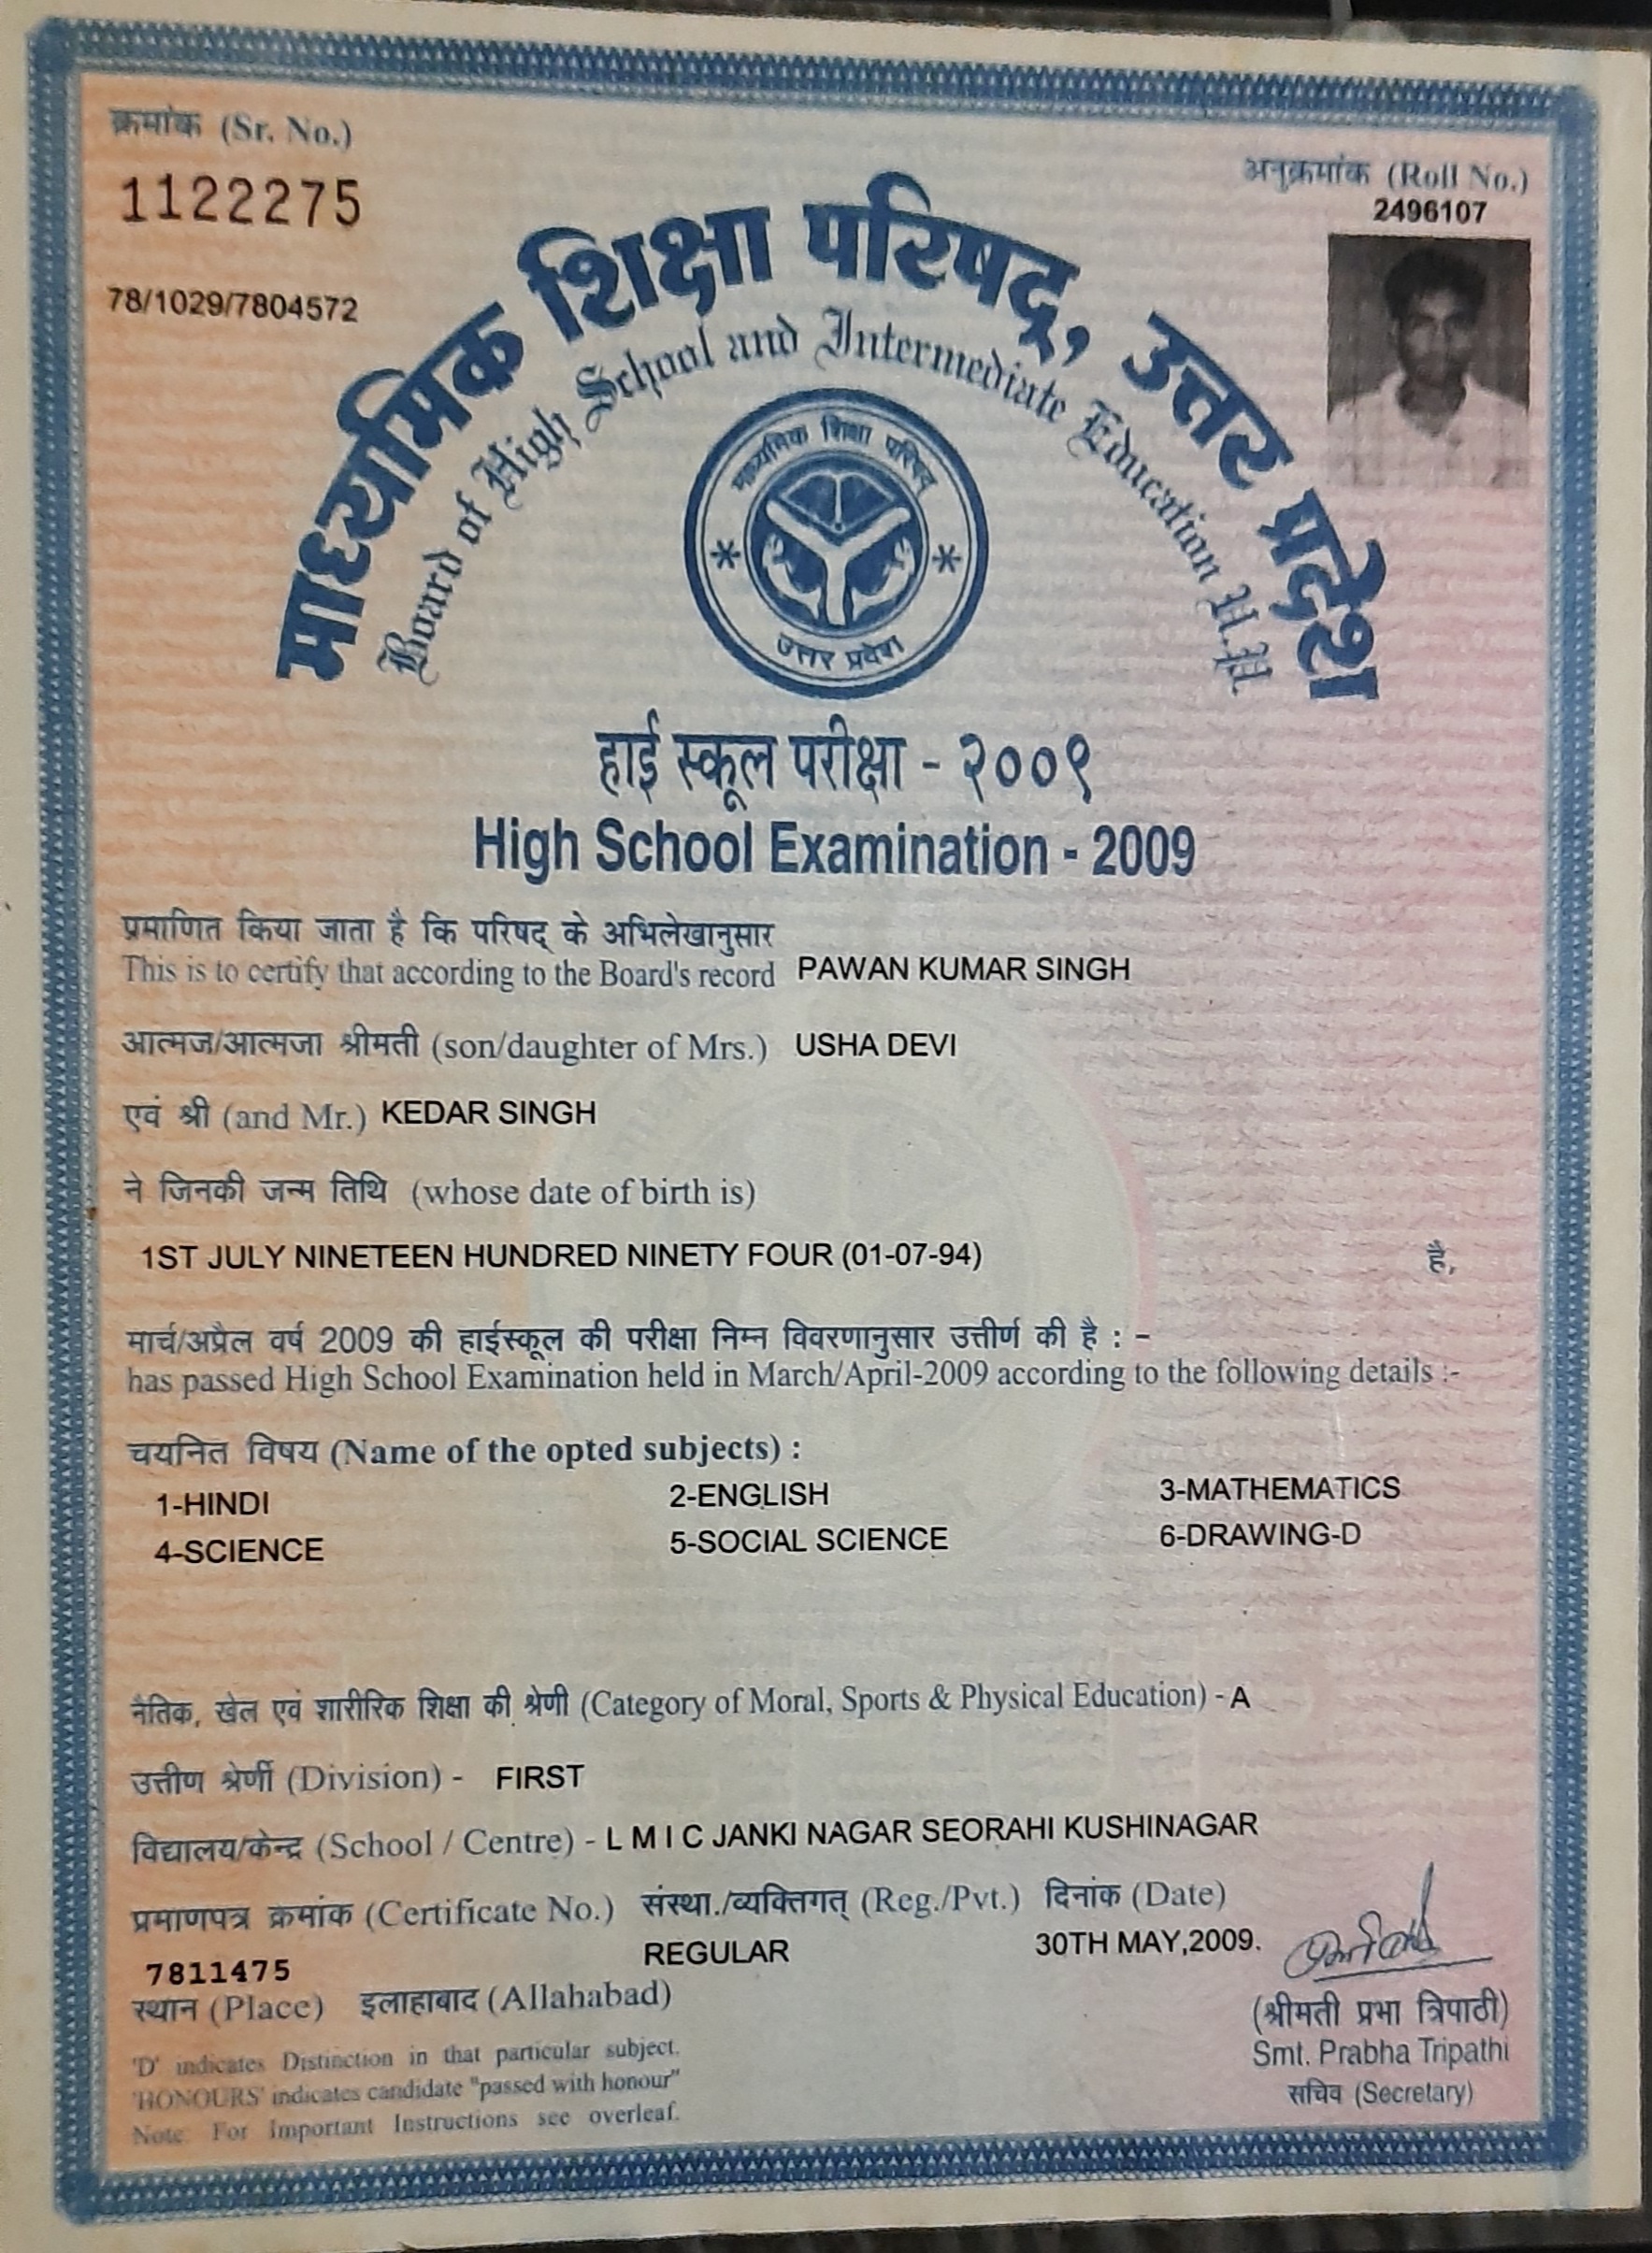 क्रमांक (Sr. No.)
1122275
78/1029/7804572
अनुक्रमांक (Roll No.)
2496107
माध्यमिक शिक्षा परिषद्, उत्तर प्रदेश
Board of High School and Intermediate Education U.P.
माध्यमिक शिक्षा परिषद्
उत्तर प्रदेश
हाई स्कूल परीक्षा - २००९
High School Examination - 2009
प्रमाणित किया जाता है कि परिषद् के अभिलेखानुसार
This is to certify that according to the Board's record PAWAN KUMAR SINGH
आत्मज/आत्मजा श्रीमती (son/daughter of Mrs.) USHA DEVI
एवं श्री (and Mr.) KEDAR SINGH
ने जिनकी जन्म तिथि (whose date of birth is)
1ST JULY NINETEEN HUNDRED NINETY FOUR (01-07-94) है,
मार्च/अप्रैल वर्ष 2009 की हाईस्कूल की परीक्षा निम्न विवरणानुसार उत्तीर्ण की है : -
has passed High School Examination held in March/April-2009 according to the following details :-
चयनित विषय (Name of the opted subjects) :
1-HINDI 2-ENGLISH 3-MATHEMATICS
4-SCIENCE 5-SOCIAL SCIENCE 6-DRAWING-D
नैतिक, खेल एवं शारीरिक शिक्षा की श्रेणी (Category of Moral, Sports & Physical Education) - A
उत्तीण श्रेणी (Division) - FIRST
विद्यालय/केन्द्र (School / Centre) - L M I C JANKI NAGAR SEORAHI KUSHINAGAR
प्रमाणपत्र क्रमांक (Certificate No.) संस्था./व्यक्तिगत् (Reg./Pvt.) दिनांक (Date)
7811475 REGULAR 30TH MAY,2009.
स्थान (Place) इलाहाबाद (Allahabad)
(श्रीमती प्रभा त्रिपाठी)
Smt. Prabha Tripathi
सचिव (Secretary)
'D' indicates Distinction in that particular subject.
'HONOURS' indicates candidate "passed with honour"
Note: For Important Instructions see overleaf.